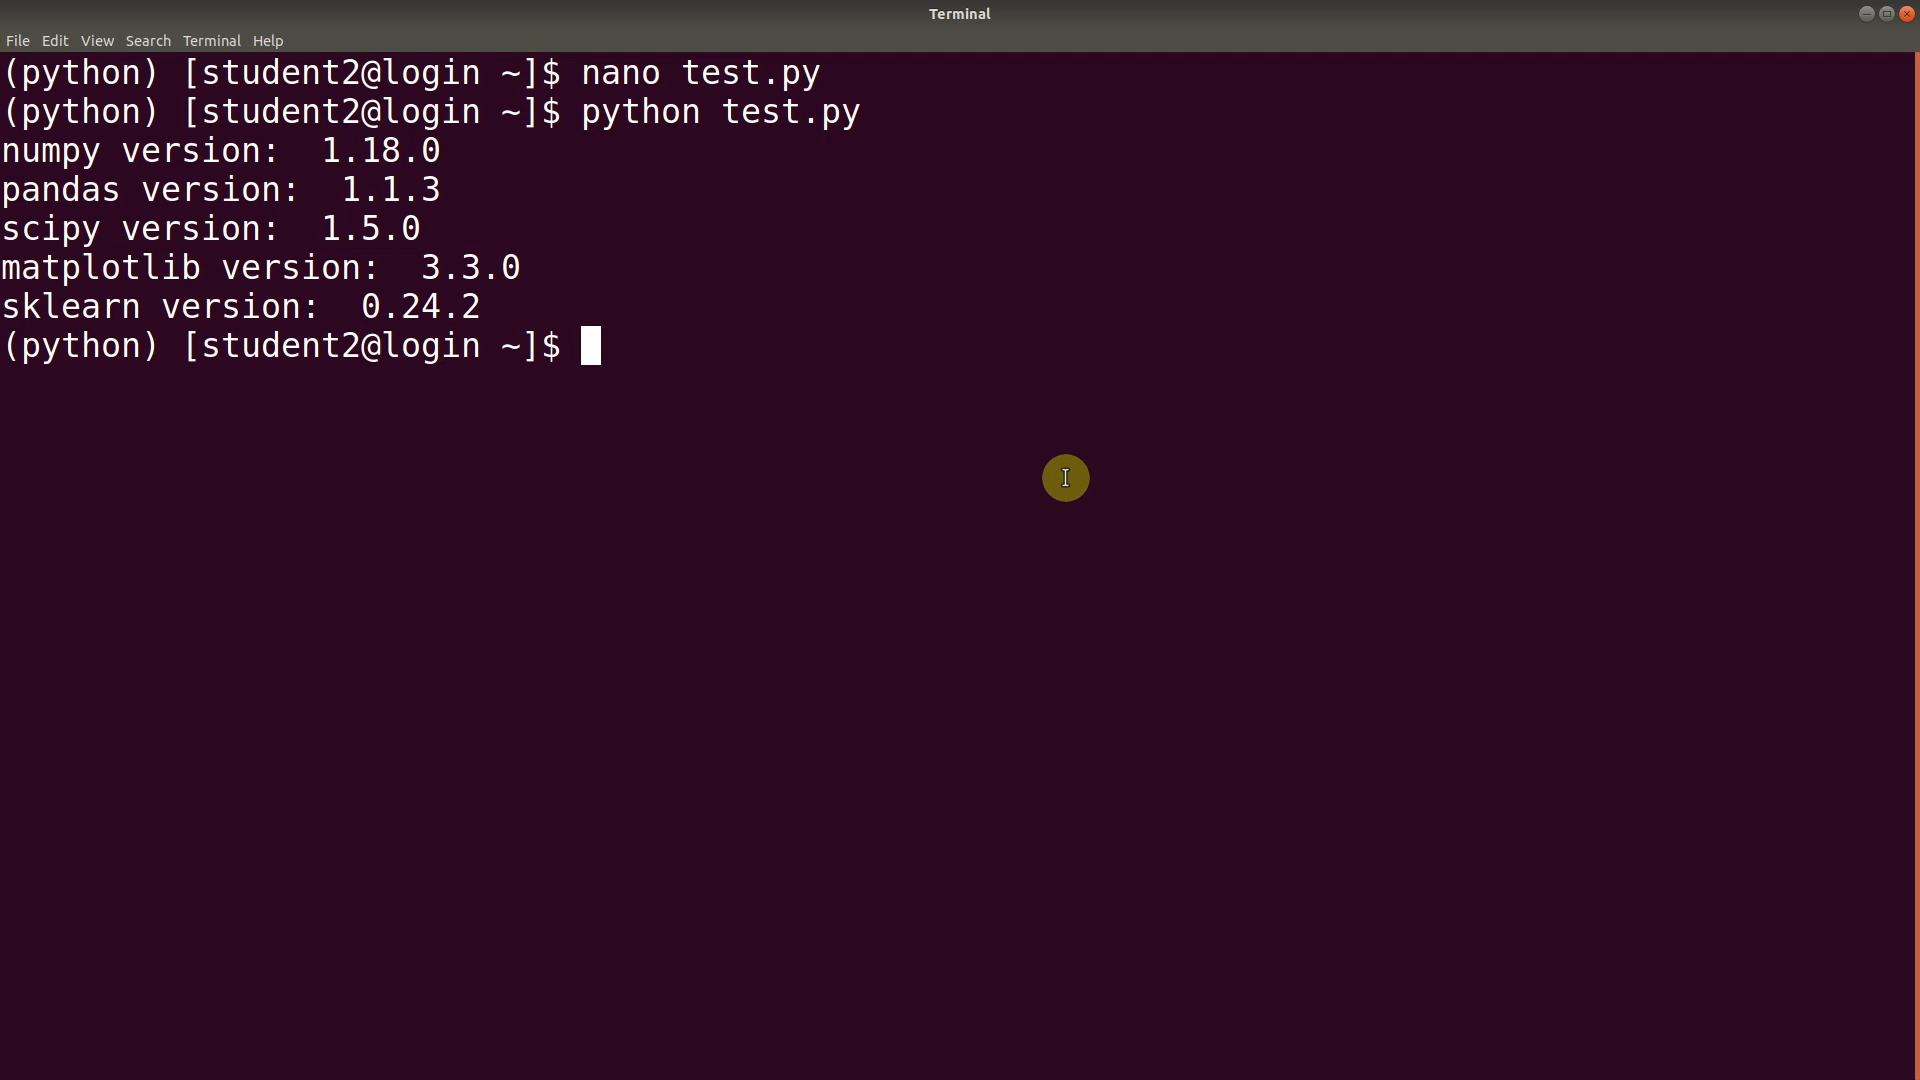 Terminal
File Edit View Search Terminal Help
(python) [student2@login ~]$ nano test.py
(python) [student2@login ~]$ python test.py
numpy version:  1.18.0
pandas version:  1.1.3
scipy version:  1.5.0
matplotlib version:  3.3.0
sklearn version:  0.24.2
(python) [student2@login ~]$